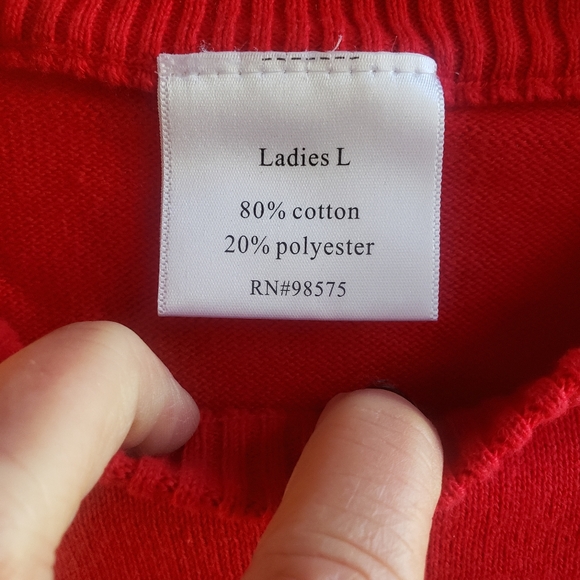 Ladies L
80% cotton
20% polyester
RN#98575